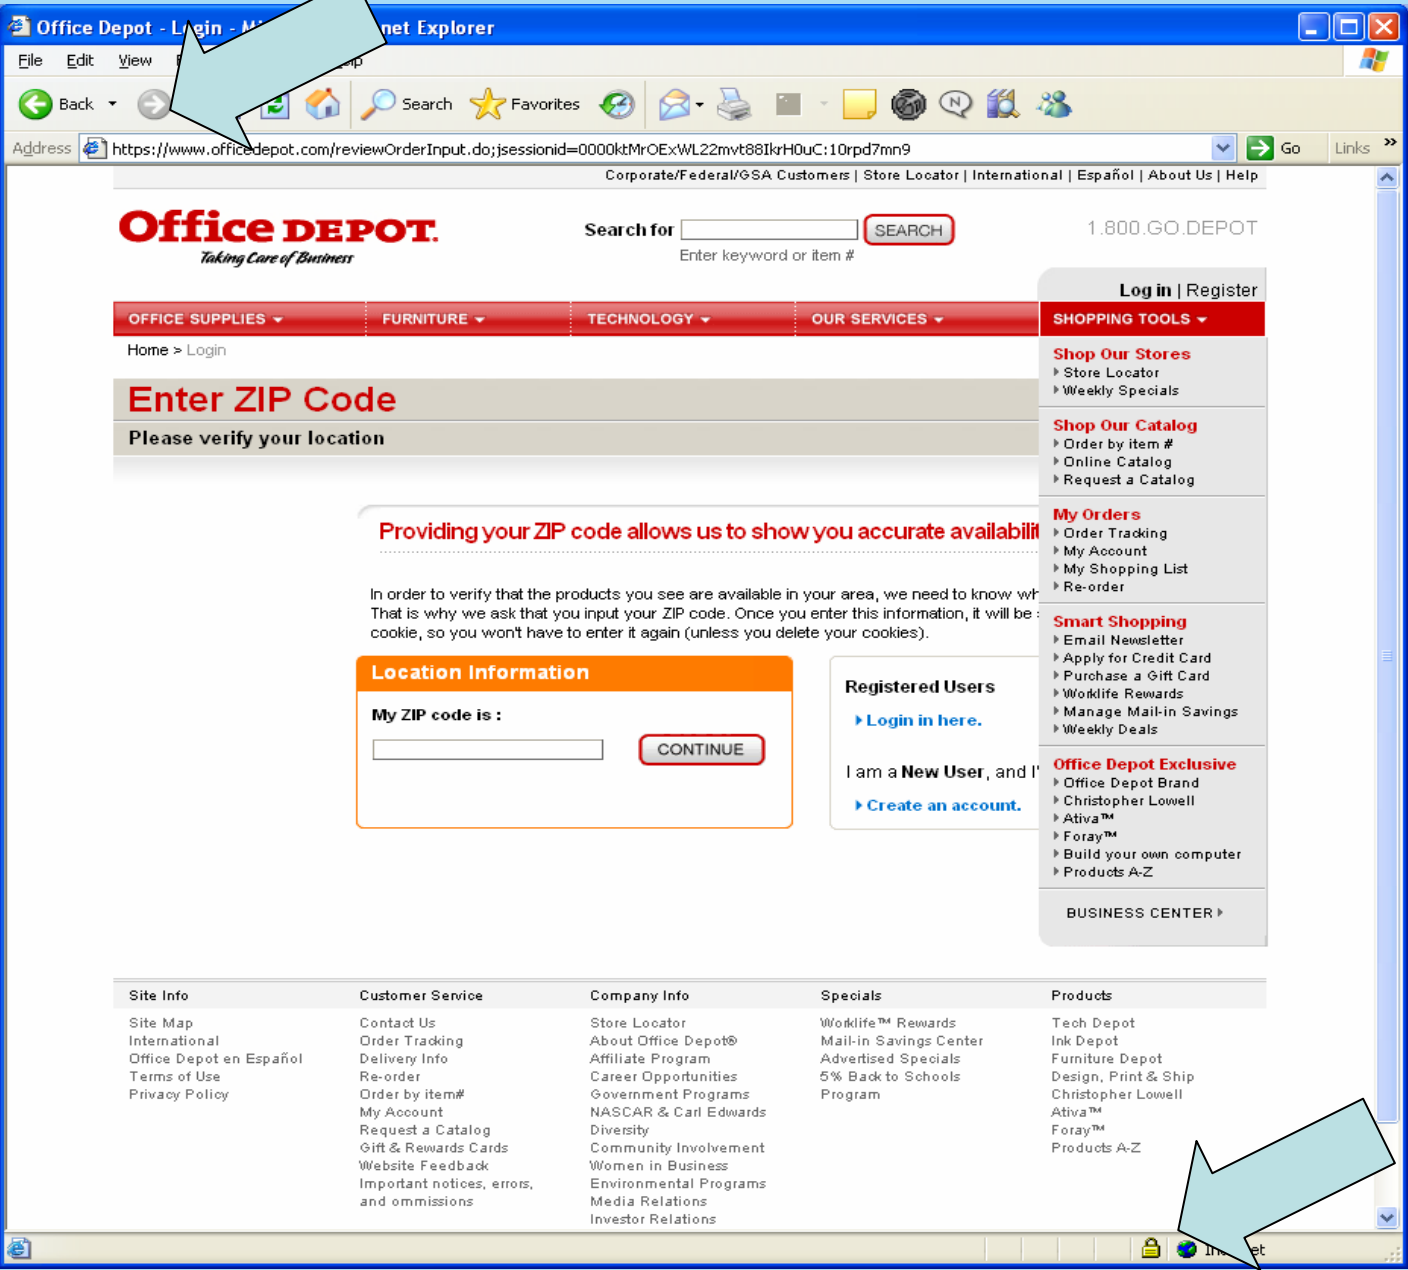 Office Depot - Login - Mi net Explorer
File Edit View
Back Search Favorites
Address https://www.officedepot.com/reviewOrderInput.do;jsessionid=0000ktMrOExWL22mvt88IkrH0uC:10rpd7mn9 Go Links »
Corporate/Federal/GSA Customers | Store Locator | International | Español | About Us | Help
Office DEPOT.
Taking Care of Business
Search for SEARCH
Enter keyword or item #
1.800.GO.DEPOT
Log in | Register
OFFICE SUPPLIES FURNITURE TECHNOLOGY OUR SERVICES SHOPPING TOOLS
Home > Login
Enter ZIP Code
Please verify your location
Providing your ZIP code allows us to show you accurate availabilit
In order to verify that the products you see are available in your area, we need to know wh
That is why we ask that you input your ZIP code. Once you enter this information, it will be
cookie, so you won't have to enter it again (unless you delete your cookies).
Location Information
My ZIP code is :
CONTINUE
Registered Users
Login in here.
I am a New User, and I'
Create an account.
Shop Our Stores
Store Locator
Weekly Specials
Shop Our Catalog
Order by item #
Online Catalog
Request a Catalog
My Orders
Order Tracking
My Account
My Shopping List
Re-order
Smart Shopping
Email Newsletter
Apply for Credit Card
Purchase a Gift Card
Worklife Rewards
Manage Mail-in Savings
Weekly Deals
Office Depot Exclusive
Office Depot Brand
Christopher Lowell
Ativa™
Foray™
Build your own computer
Products A-Z
BUSINESS CENTER
Site Info
Site Map
International
Office Depot en Español
Terms of Use
Privacy Policy
Customer Service
Contact Us
Order Tracking
Delivery Info
Re-order
Order by item#
My Account
Request a Catalog
Gift & Rewards Cards
Website Feedback
Important notices, errors,
and ommissions
Company Info
Store Locator
About Office Depot®
Affiliate Program
Career Opportunities
Government Programs
NASCAR & Carl Edwards
Diversity
Community Involvement
Women in Business
Environmental Programs
Media Relations
Investor Relations
Specials
Worklife™ Rewards
Mail-in Savings Center
Advertised Specials
5% Back to Schools
Program
Products
Tech Depot
Ink Depot
Furniture Depot
Design, Print & Ship
Christopher Lowell
Ativa™
Foray™
Products A-Z